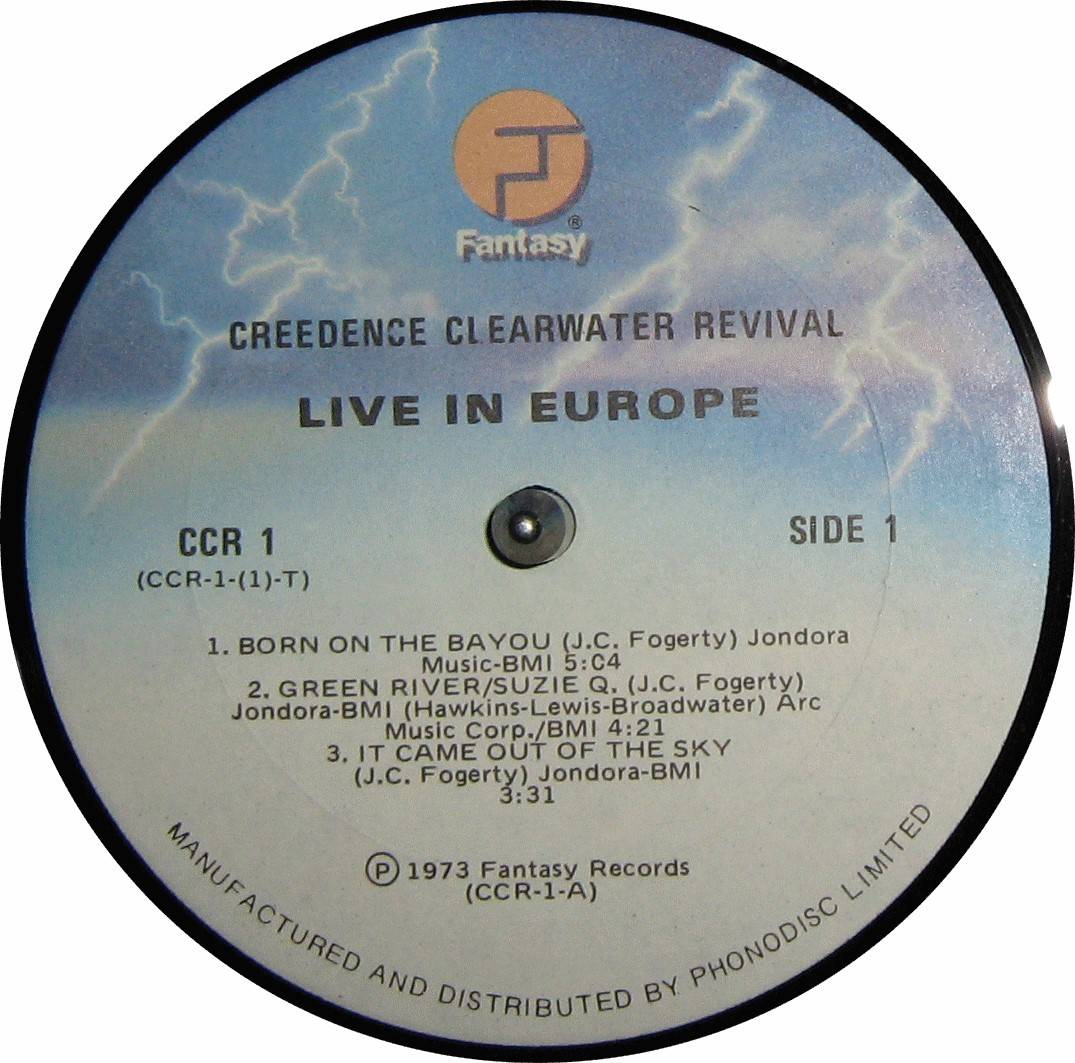 ®
Fantasy
CREEDENCE CLEARWATER REVIVAL
LIVE IN EUROPE
CCR 1
SIDE 1
(CCR-1-(1)-T)
1. BORN ON THE BAYOU (J.C. Fogerty) Jondora
Music-BMI 5:04
2. GREEN RIVER/SUZIE Q. (J.C. Fogerty)
Jondora-BMI (Hawkins-Lewis-Broadwater) Arc
Music Corp./BMI 4:21
3. IT CAME OUT OF THE SKY
(J.C. Fogerty) Jondora-BMI
3:31
Ⓟ 1973 Fantasy Records
(CCR-1-A)
MANUFACTURED AND DISTRIBUTED BY PHONODISC LIMITED